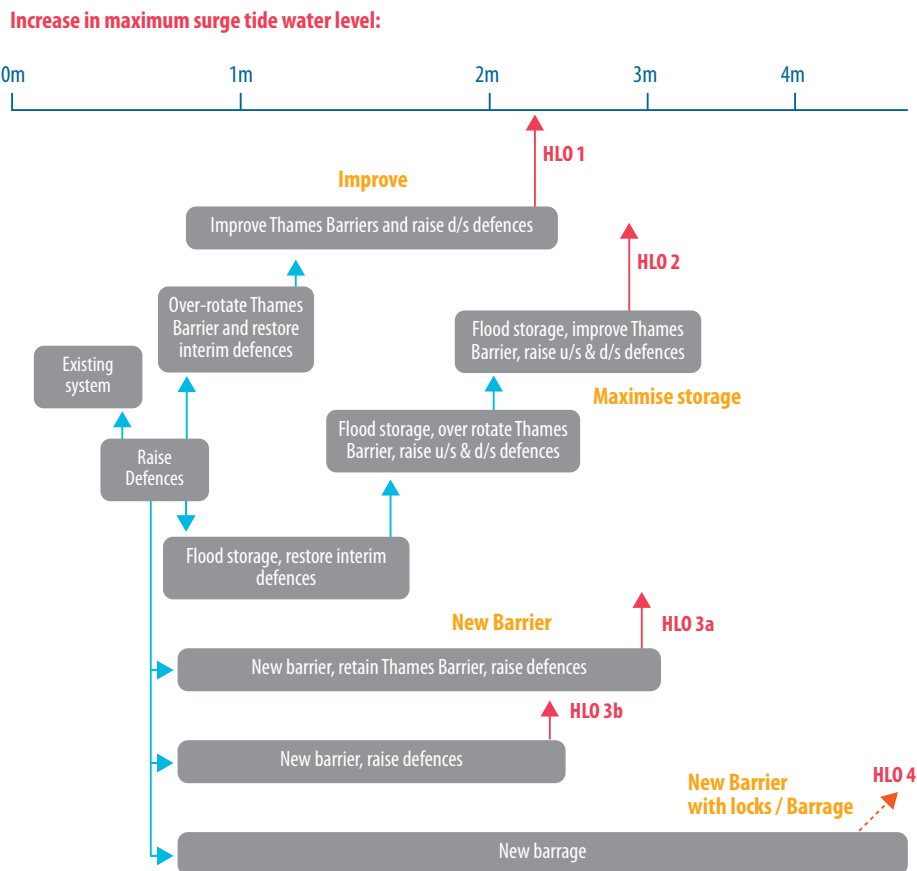 Increase in maximum surge tide water level:
0m
1m
2m
3m
4m
HLO 1
Improve
Improve Thames Barriers and raise d/s defences
HLO 2
Over-rotate Thames
Barrier and restore
interim defences
Flood storage, improve Thames
Barrier, raise u/s & d/s defences
Existing
system
Maximise storage
Flood storage, over rotate Thames
Barrier, raise u/s & d/s defences
Raise
Defences
Flood storage, restore interim
defences
New Barrier
HLO 3a
New barrier, retain Thames Barrier, raise defences
HLO 3b
New barrier, raise defences
HLO 4
New Barrier
with locks / Barrage
New barrage